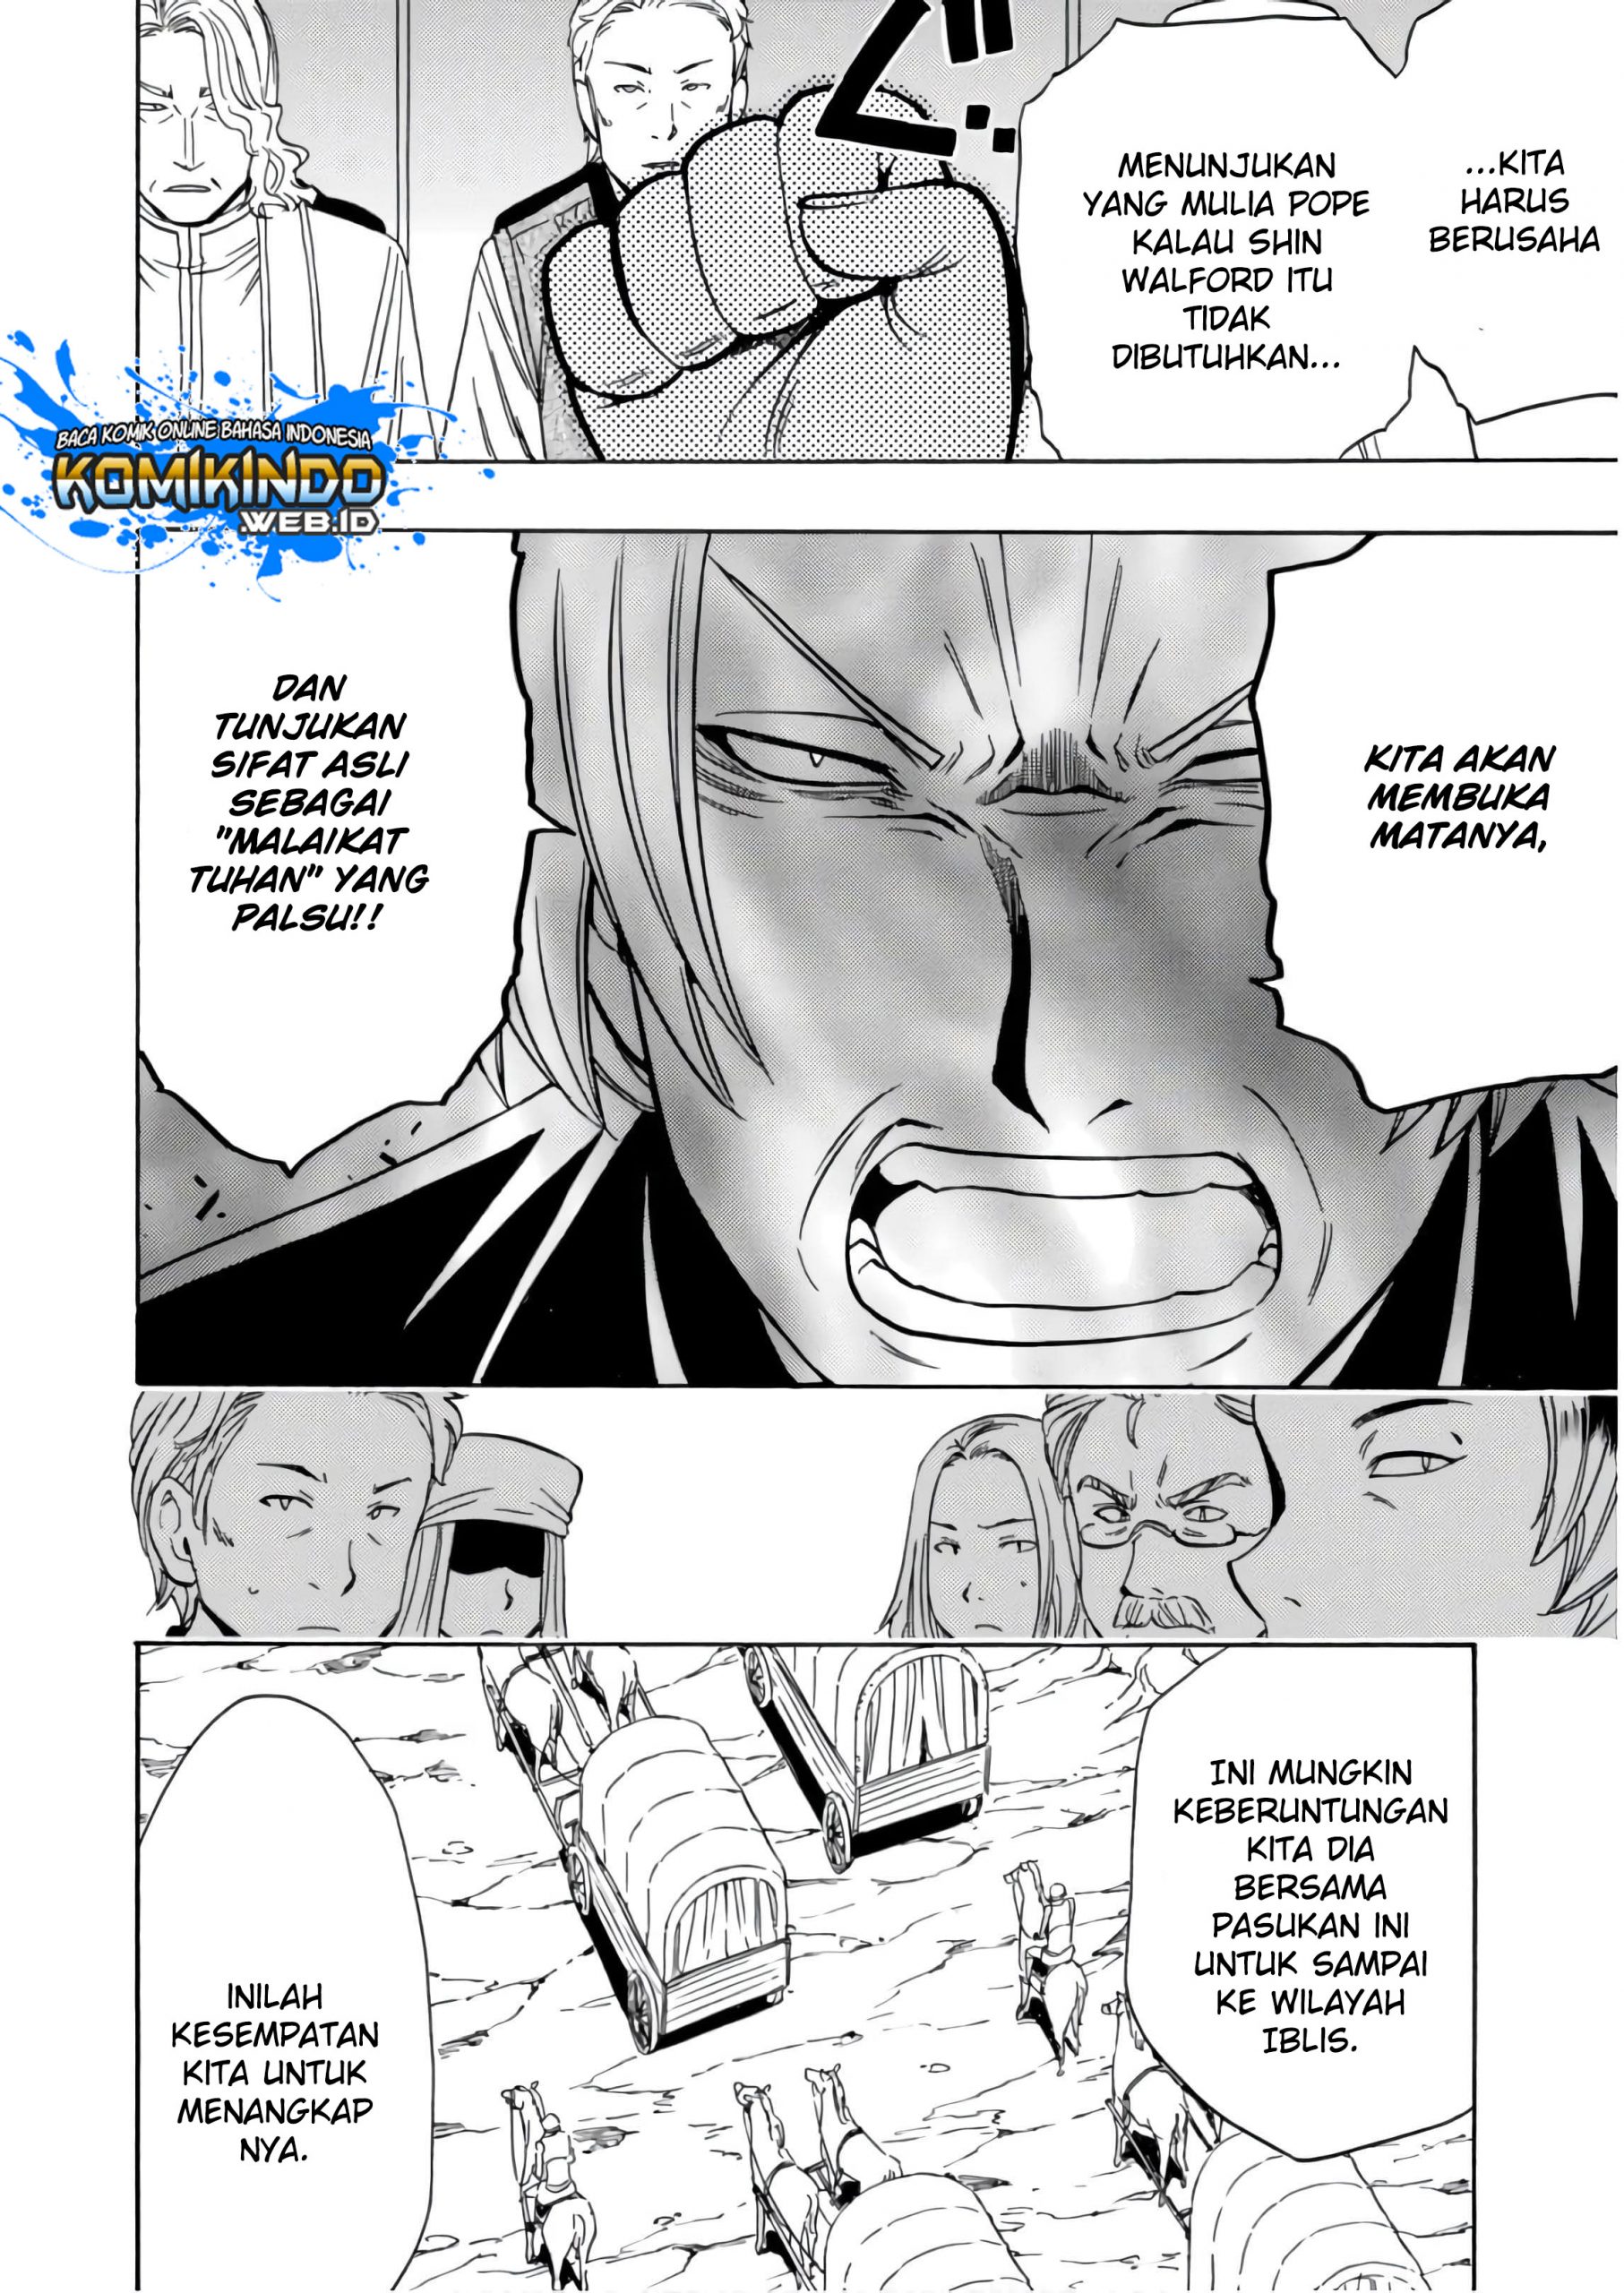 ...KITA
HARUS
BERUSAHA
MENUNJUKAN
YANG MULIA POPE
KALAU SHIN
WALFORD ITU
TIDAK
DIBUTUHKAN...
グッ
BACA KOMIK ONLINE BAHASA INDONESIA
KOMIKINDO
.WEB.ID
KITA AKAN
MEMBUKA
MATANYA,
DAN
TUNJUKAN
SIFAT ASLI
SEBAGAI
"MALAIKAT
TUHAN" YANG
PALSU!!
INI MUNGKIN
KEBERUNTUNGAN
KITA DIA
BERSAMA
PASUKAN INI
UNTUK SAMPAI
KE WILAYAH
IBLIS.
INILAH
KESEMPATAN
KITA UNTUK
MENANGKAP
NYA.